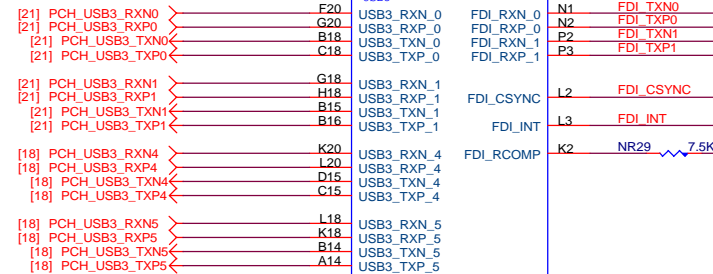 [21] PCH_USB3_RXN0 F20 USB3_RXN_0 FDI_RXN_0 N1 FDI_TXN0
[21] PCH_USB3_RXP0 G20 USB3_RXP_0 FDI_RXP_0 N2 FDI_TXP0
[21] PCH_USB3_TXN0 B18 USB3_TXN_0 FDI_RXN_1 P2 FDI_TXN1
[21] PCH_USB3_TXP0 C18 USB3_TXP_0 FDI_RXP_1 P3 FDI_TXP1
[21] PCH_USB3_RXN1 G18 USB3_RXN_1
[21] PCH_USB3_RXP1 H18 USB3_RXP_1 FDI_CSYNC L2 FDI_CSYNC
[21] PCH_USB3_TXN1 B15 USB3_TXN_1
[21] PCH_USB3_TXP1 B16 USB3_TXP_1 FDI_INT L3 FDI_INT
[18] PCH_USB3_RXN4 K20 USB3_RXN_4 FDI_RCOMP K2 NR29 7.5K
[18] PCH_USB3_RXP4 L20 USB3_RXP_4
[18] PCH_USB3_TXN4 D15 USB3_TXN_4
[18] PCH_USB3_TXP4 C15 USB3_TXP_4
[18] PCH_USB3_RXN5 L18 USB3_RXN_5
[18] PCH_USB3_RXP5 K18 USB3_RXP_5
[18] PCH_USB3_TXN5 B14 USB3_TXN_5
[18] PCH_USB3_TXP5 A14 USB3_TXP_5